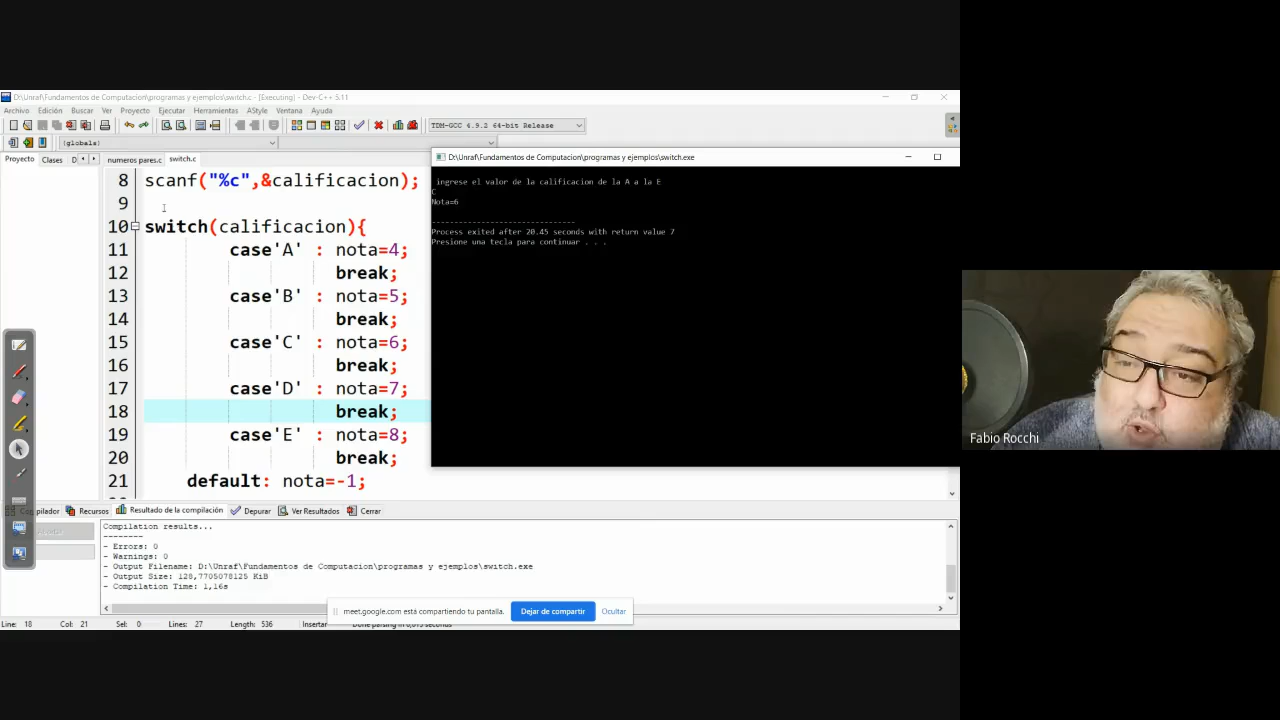 D:\Unraf\Fundamentos de Computacion\programas y ejemplos\switch.c - [Executing] - Dev-C++ 5.11
Archivo Edición Buscar Ver Proyecto Ejecutar Herramientas AStyle Ventana Ayuda
TDM-GCC 4.9.2 64-bit Release
(globals)
Proyecto Clases D numeros pares.c switch.c
8 scanf("%c",&calificacion);
9
10 switch(calificacion){
11 case'A' : nota=4;
12 break;
13 case'B' : nota=5;
14 break;
15 case'C' : nota=6;
16 break;
17 case'D' : nota=7;
18 break;
19 case'E' : nota=8;
20 break;
21 default: nota=-1;
D:\Unraf\Fundamentos de Computacion\programas y ejemplos\switch.exe
ingrese el valor de la calificacion de la A a la E
C
Nota=6
--------------------------------
Process exited after 20.45 seconds with return value 7
Presione una tecla para continuar . . .
Fabio Rocchi
pilador Recursos Resultado de la compilación Depurar Ver Resultados Cerrar
Compilation results...
--------
- Errors: 0
- Warnings: 0
- Output Filename: D:\Unraf\Fundamentos de Computacion\programas y ejemplos\switch.exe
- Output Size: 128,7705078125 KiB
- Compilation Time: 1,16s
meet.google.com está compartiendo tu pantalla. Dejar de compartir Ocultar
Line: 18 Col: 21 Sel: 0 Lines: 27 Length: 536 Insertar